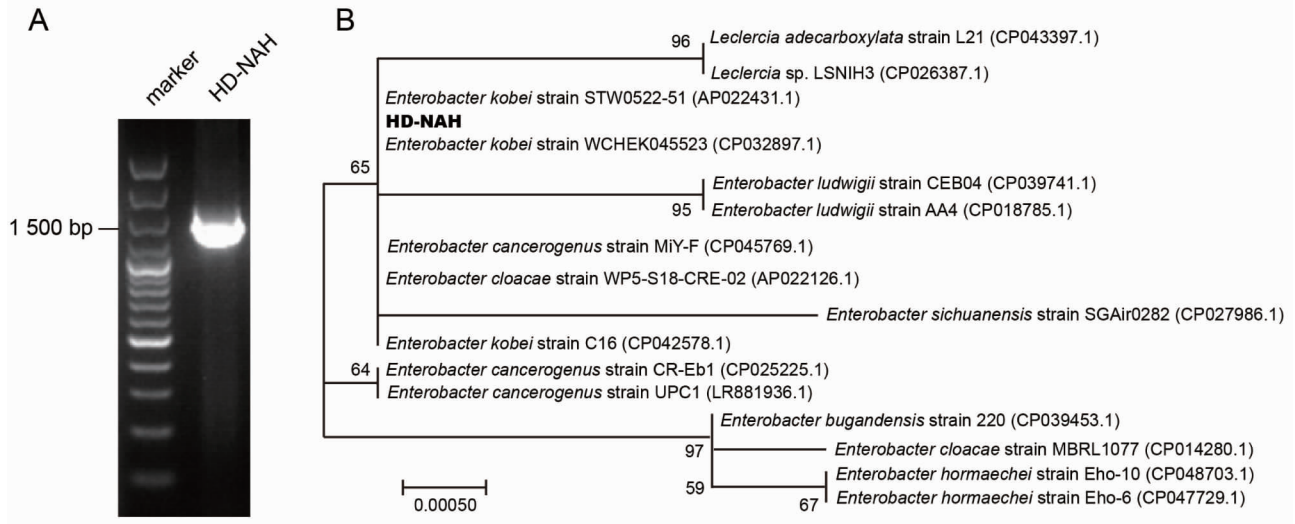 A
marker
HD-NAH
1 500 bp
B
96
Leclercia adecarboxylata strain L21 (CP043397.1)
Leclercia sp. LSNIH3 (CP026387.1)
Enterobacter kobei strain STW0522-51 (AP022431.1)
HD-NAH
Enterobacter kobei strain WCHEK045523 (CP032897.1)
65
Enterobacter ludwigii strain CEB04 (CP039741.1)
95
Enterobacter ludwigii strain AA4 (CP018785.1)
Enterobacter cancerogenus strain MiY-F (CP045769.1)
Enterobacter cloacae strain WP5-S18-CRE-02 (AP022126.1)
Enterobacter sichuanensis strain SGAir0282 (CP027986.1)
Enterobacter kobei strain C16 (CP042578.1)
64
Enterobacter cancerogenus strain CR-Eb1 (CP025225.1)
Enterobacter cancerogenus strain UPC1 (LR881936.1)
Enterobacter bugandensis strain 220 (CP039453.1)
97
Enterobacter cloacae strain MBRL1077 (CP014280.1)
59
Enterobacter hormaechei strain Eho-10 (CP048703.1)
67
Enterobacter hormaechei strain Eho-6 (CP047729.1)
0.00050